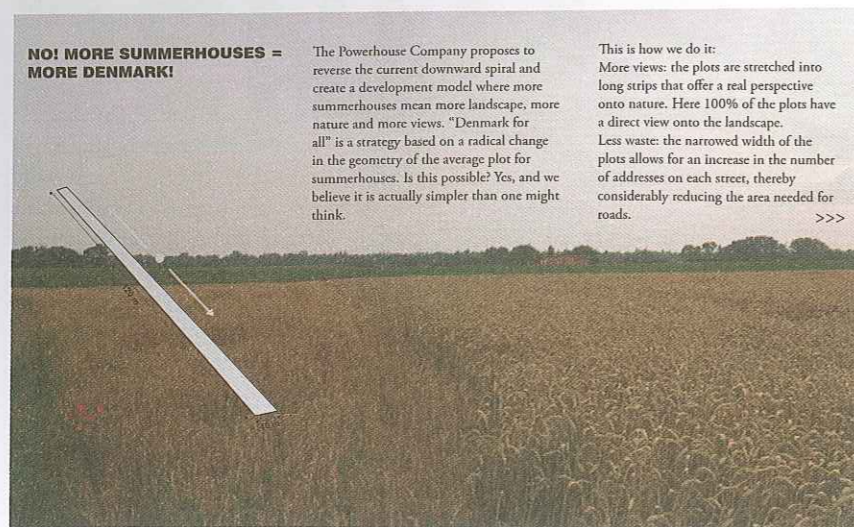 NO! MORE SUMMERHOUSES =
MORE DENMARK!
The Powerhouse Company proposes to
reverse the current downward spiral and
create a development model where more
summerhouses mean more landscape, more
nature and more views. “Denmark for
all” is a strategy based on a radical change
in the geometry of the average plot for
summerhouses. Is this possible? Yes, and we
believe it is actually simpler than one might
think.
This is how we do it:
More views: the plots are stretched into
long strips that offer a real perspective
onto nature. Here 100% of the plots have
a direct view onto the landscape.
Less waste: the narrowed width of the
plots allows for an increase in the number
of addresses on each street, thereby
considerably reducing the area needed for
roads.
>>>